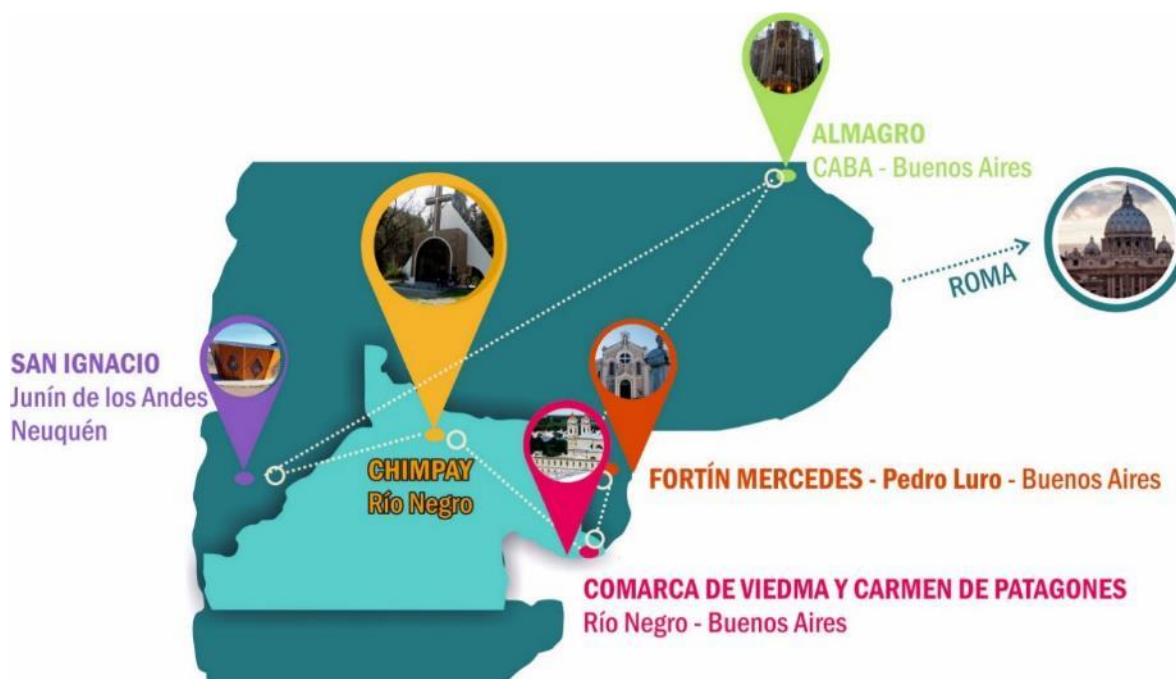 ALMAGRO
CABA - Buenos Aires
ROMA
SAN IGNACIO
Junín de los Andes
Neuquén
CHIMPAY
Río Negro
FORTÍN MERCEDES - Pedro Luro - Buenos Aires
COMARCA DE VIEDMA Y CARMEN DE PATAGONES
Río Negro - Buenos Aires